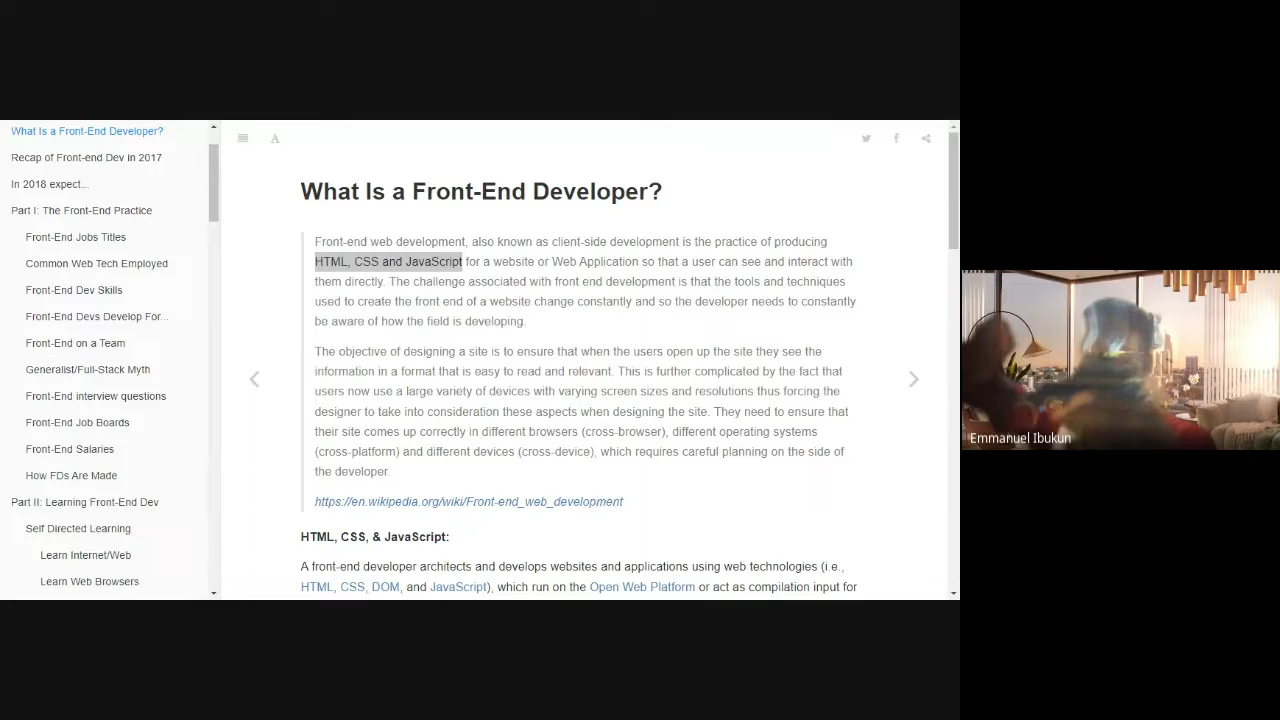 What Is a Front-End Developer?
Recap of Front-end Dev in 2017
In 2018 expect...
Part I: The Front-End Practice
Front-End Jobs Titles
Common Web Tech Employed
Front-End Dev Skills
Front-End Devs Develop For...
Front-End on a Team
Generalist/Full-Stack Myth
Front-End interview questions
Front-End Job Boards
Front-End Salaries
How FDs Are Made
Part II: Learning Front-End Dev
Self Directed Learning
Learn Internet/Web
Learn Web Browsers
A
What Is a Front-End Developer?
Front-end web development, also known as client-side development is the practice of producing
HTML, CSS and JavaScript for a website or Web Application so that a user can see and interact with
them directly. The challenge associated with front end development is that the tools and techniques
used to create the front end of a website change constantly and so the developer needs to constantly
be aware of how the field is developing.
The objective of designing a site is to ensure that when the users open up the site they see the
information in a format that is easy to read and relevant. This is further complicated by the fact that
users now use a large variety of devices with varying screen sizes and resolutions thus forcing the
designer to take into consideration these aspects when designing the site. They need to ensure that
their site comes up correctly in different browsers (cross-browser), different operating systems
(cross-platform) and different devices (cross-device), which requires careful planning on the side of
the developer.
https://en.wikipedia.org/wiki/Front-end_web_development
HTML, CSS, & JavaScript:
A front-end developer architects and develops websites and applications using web technologies (i.e.,
HTML, CSS, DOM, and JavaScript), which run on the Open Web Platform or act as compilation input for
Emmanuel Ibukun